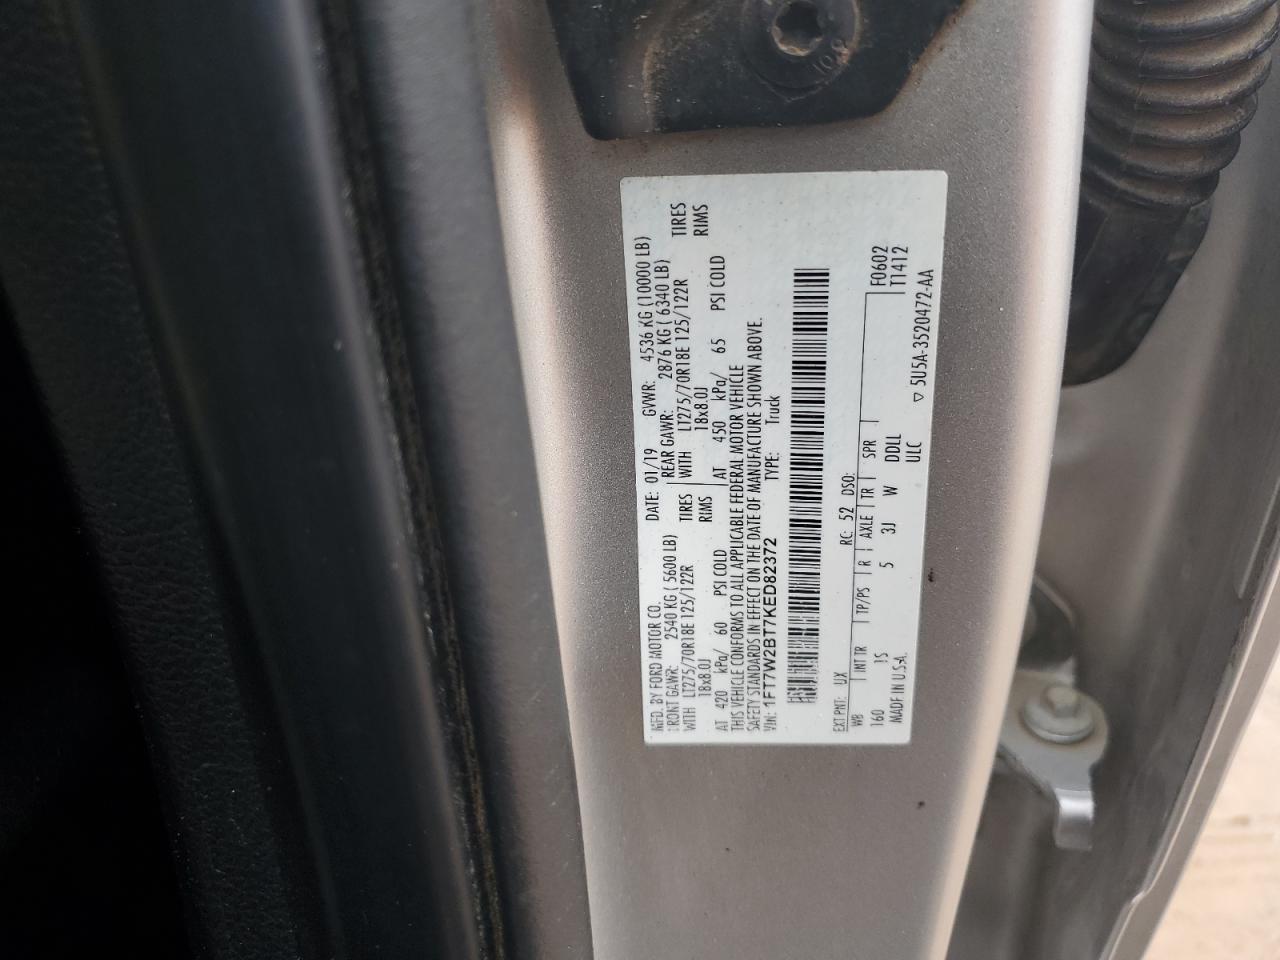 MFD. BY FORD MOTOR CO. DATE: 01/19 GVWR: 4536 KG (10000 LB)
FRONT GAWR: 2540 KG ( 5600 LB) REAR GAWR: 2876 KG ( 6340 LB)
WITH LT275/70R18E 125/122R TIRES WITH LT275/70R18E 125/122R TIRES
18x8.0J RIMS 18x8.0J RIMS
AT 420 kPa/ 60 PSI COLD AT 450 kPa/ 65 PSI COLD
THIS VEHICLE CONFORMS TO ALL APPLICABLE FEDERAL MOTOR VEHICLE
SAFETY STANDARDS IN EFFECT ON THE DATE OF MANUFACTURE SHOWN ABOVE.
VIN: 1FT7W2BT7KED82372 TYPE: Truck
EXT PNT: UX RC: 52 DSO:
WB INT TR TP/PS R AXLE TR SPR F0602
160 1S 5 3J W DDLL T1412
MADE IN U.S.A. ULC
▽ 5U5A-3520472-AA
10.9